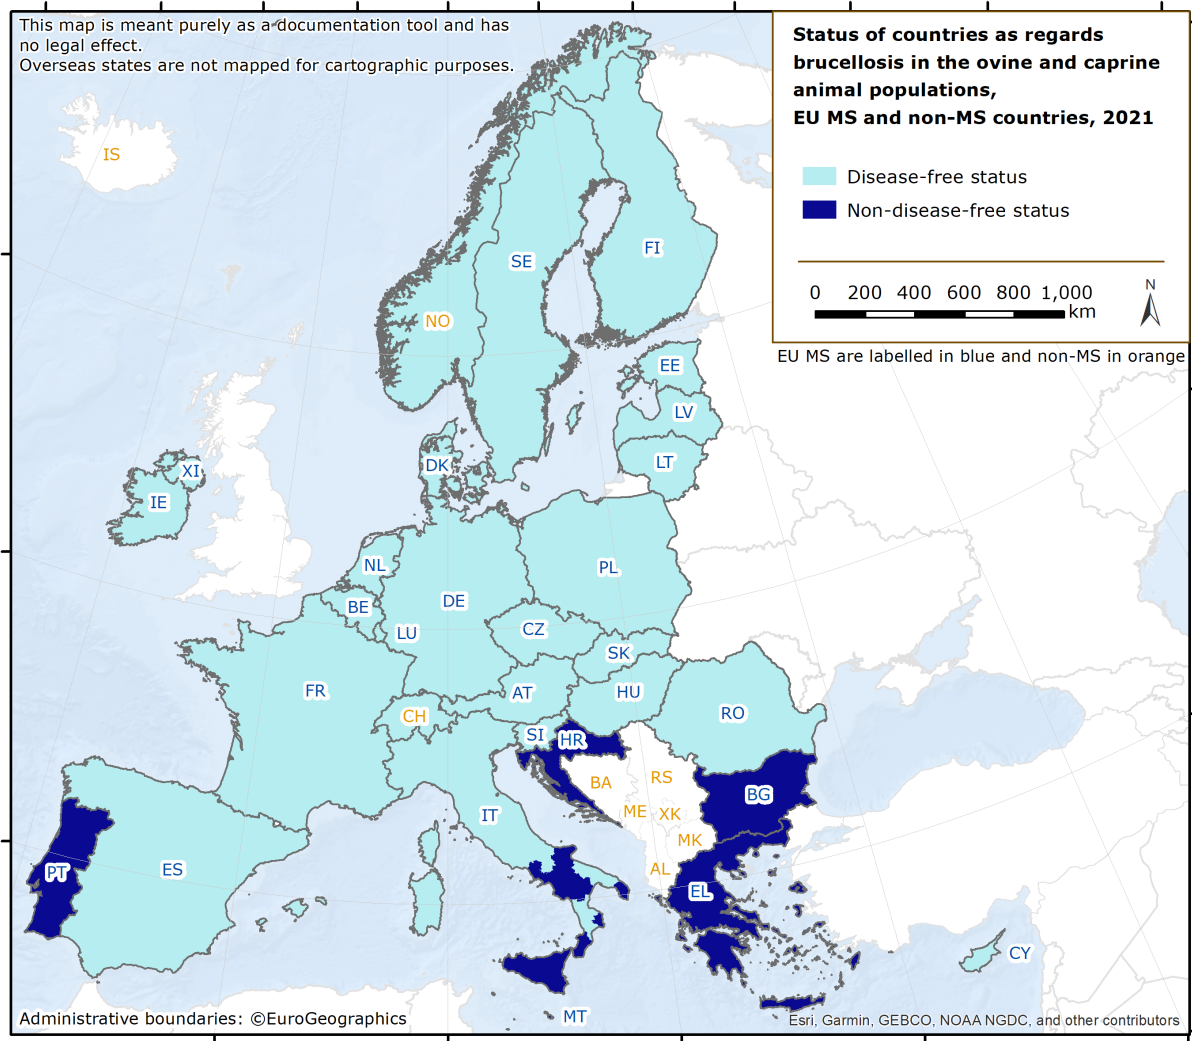 This map is meant purely as a documentation tool and has
no legal effect.
Overseas states are not mapped for cartographic purposes.
Status of countries as regards
brucellosis in the ovine and caprine
animal populations,
EU MS and non-MS countries, 2021
Disease-free status
Non-disease-free status
0 200 400 600 800 1,000
km
N
EU MS are labelled in blue and non-MS in orange
IS
SE
FI
NO
EE
LV
LT
DK
XI
IE
NL
PL
BE
DE
LU
CZ
SK
FR
AT
HU
CH
RO
SI
HR
BA
RS
BG
IT
ME
XK
MK
PT
ES
AL
EL
CY
MT
Administrative boundaries: ©EuroGeographics
Esri, Garmin, GEBCO, NOAA NGDC, and other contributors